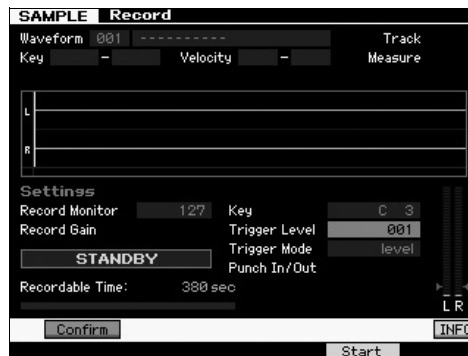 SAMPLE Record
Waveform 001 ---------- Track
Key – Velocity – Measure
L
R
Settings
Record Monitor 127 Key C 3
Record Gain Trigger Level 001
Trigger Mode level
STANDBY
Punch In/Out
Recordable Time: 380 sec
L R
Confirm INFO
Start